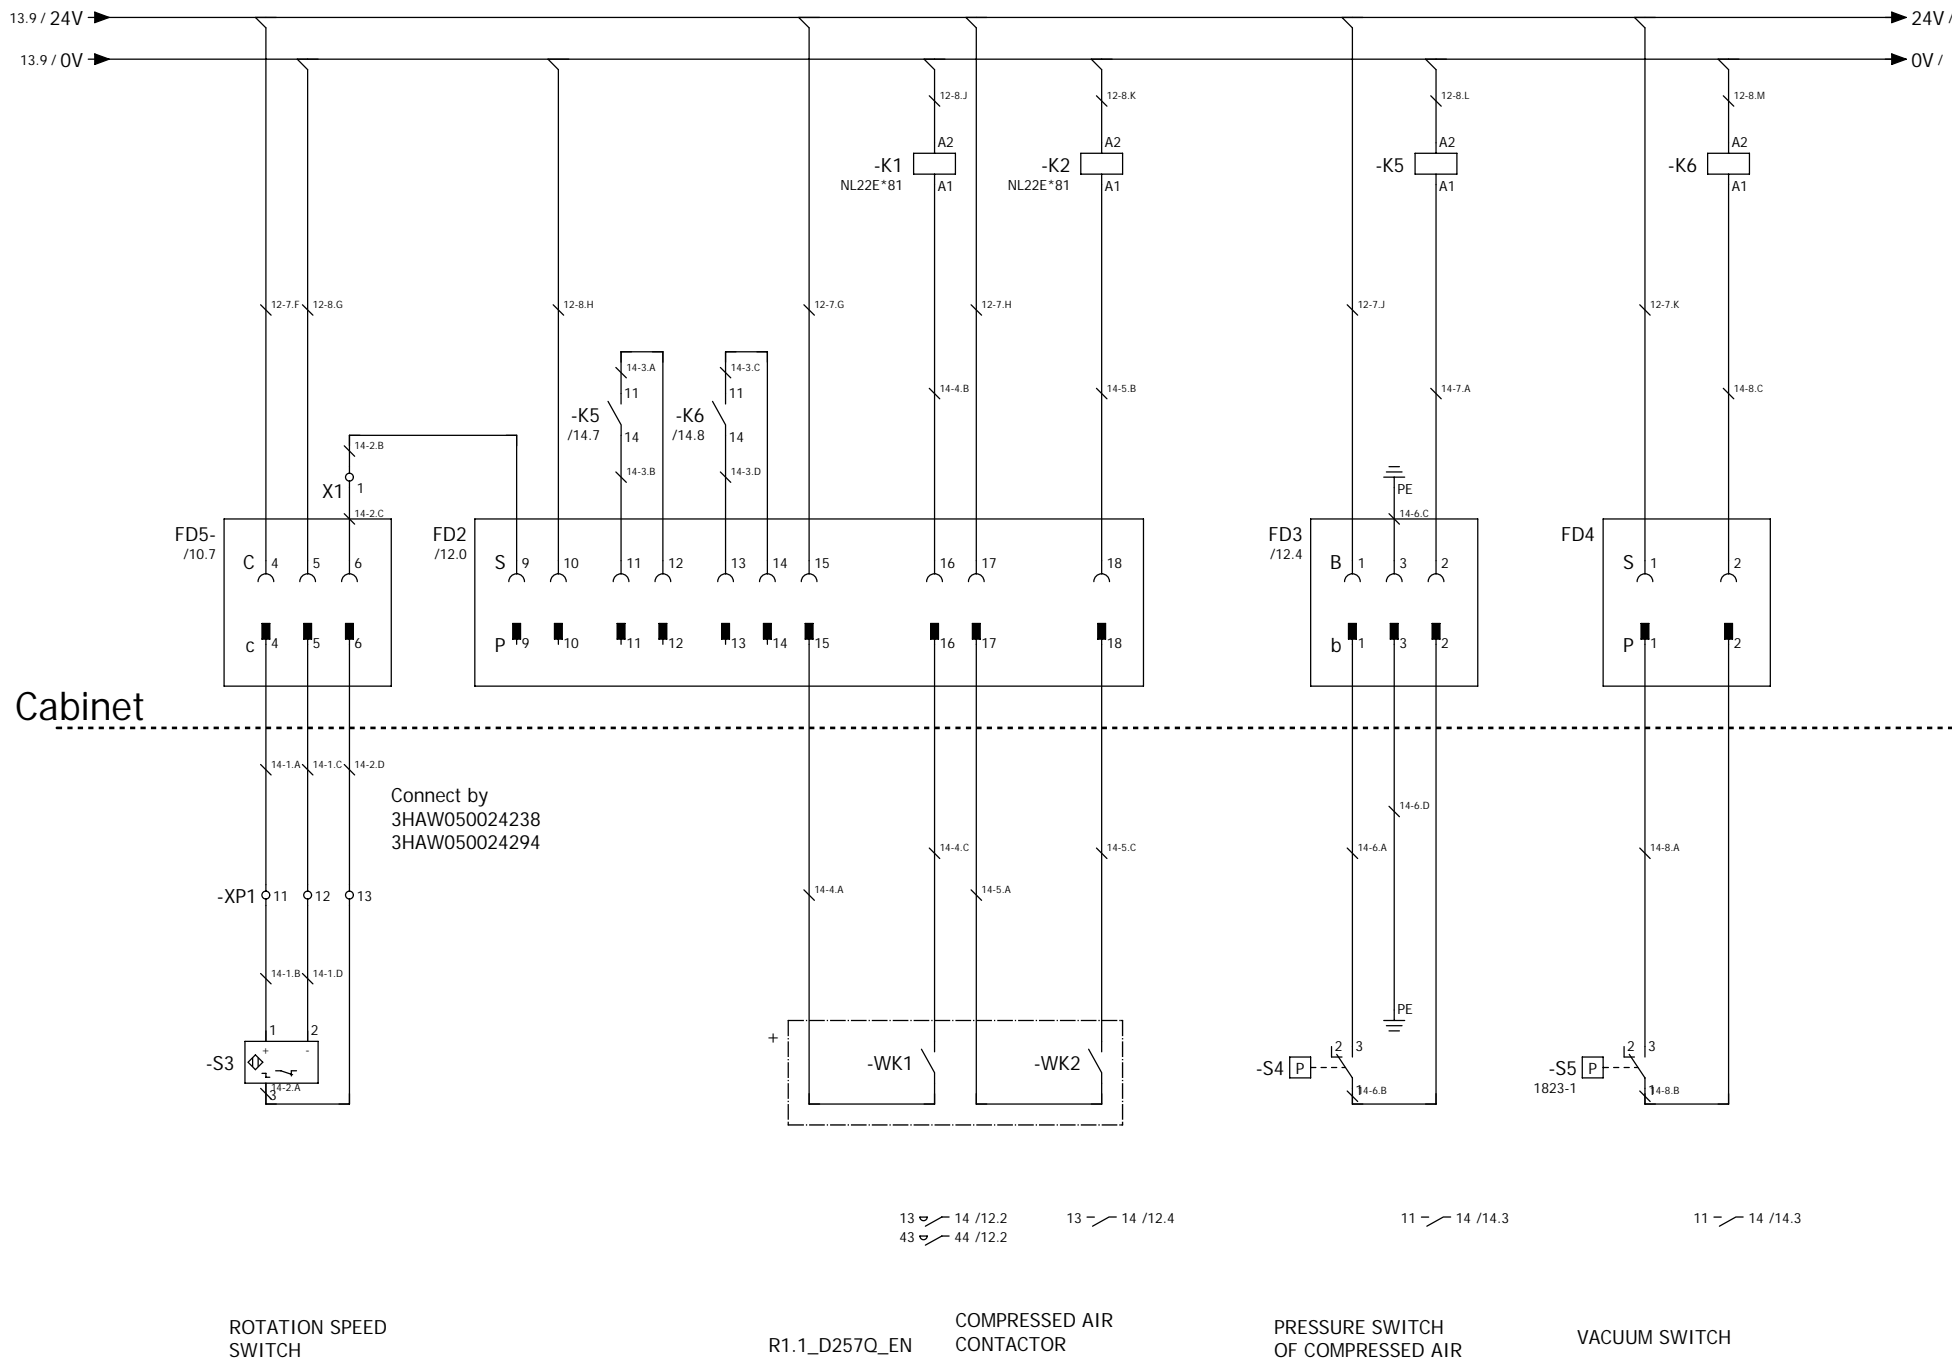 13.9 / 24V
24V /
13.9 / 0V
0V /
12-8.J
12-8.K
12-8.L
12-8.M
A2
A2
A2
A2
-K1
-K2
-K5
-K6
NL22E*81
NL22E*81
A1
A1
A1
A1
12-7.F
12-8.G
12-8.H
12-7.G
12-7.H
12-7.J
12-7.K
14-3.A
14-3.C
11
11
14-4.B
14-5.B
14-7.A
14-8.C
-K5
-K6
/14.7
/14.8
14
14
14-2.B
14-3.B
14-3.D
X1
1
PE
14-2.C
14-6.C
FD5-
/10.7
FD2
/12.0
FD3
/12.4
FD4
C 4 5 6
S 9 10 11 12 13 14 15 16 17 18
B 1 3 2
S 1 2
c 4 5 6
P 9 10 11 12 13 14 15 16 17 18
b 1 3 2
P 1 2
Cabinet
14-1.A
14-1.C
14-2.D
Connect by
3HAW050024238
3HAW050024294
14-6.D
14-4.C
14-5.C
14-6.A
14-8.A
-XP1 11 12 13
14-4.A
14-5.A
14-1.B
14-1.D
PE
1 2
+
+ -
-S3
14-2.A
3
-WK1
-WK2
2 3
-S4 P
1
14-6.B
2 3
-S5 P
1823-1
1
14-8.B
13 14 /12.2
43 44 /12.2
13 14 /12.4
11 14 /14.3
11 14 /14.3
ROTATION SPEED
SWITCH
R1.1_D257Q_EN
COMPRESSED AIR
CONTACTOR
PRESSURE SWITCH
OF COMPRESSED AIR
VACUUM SWITCH